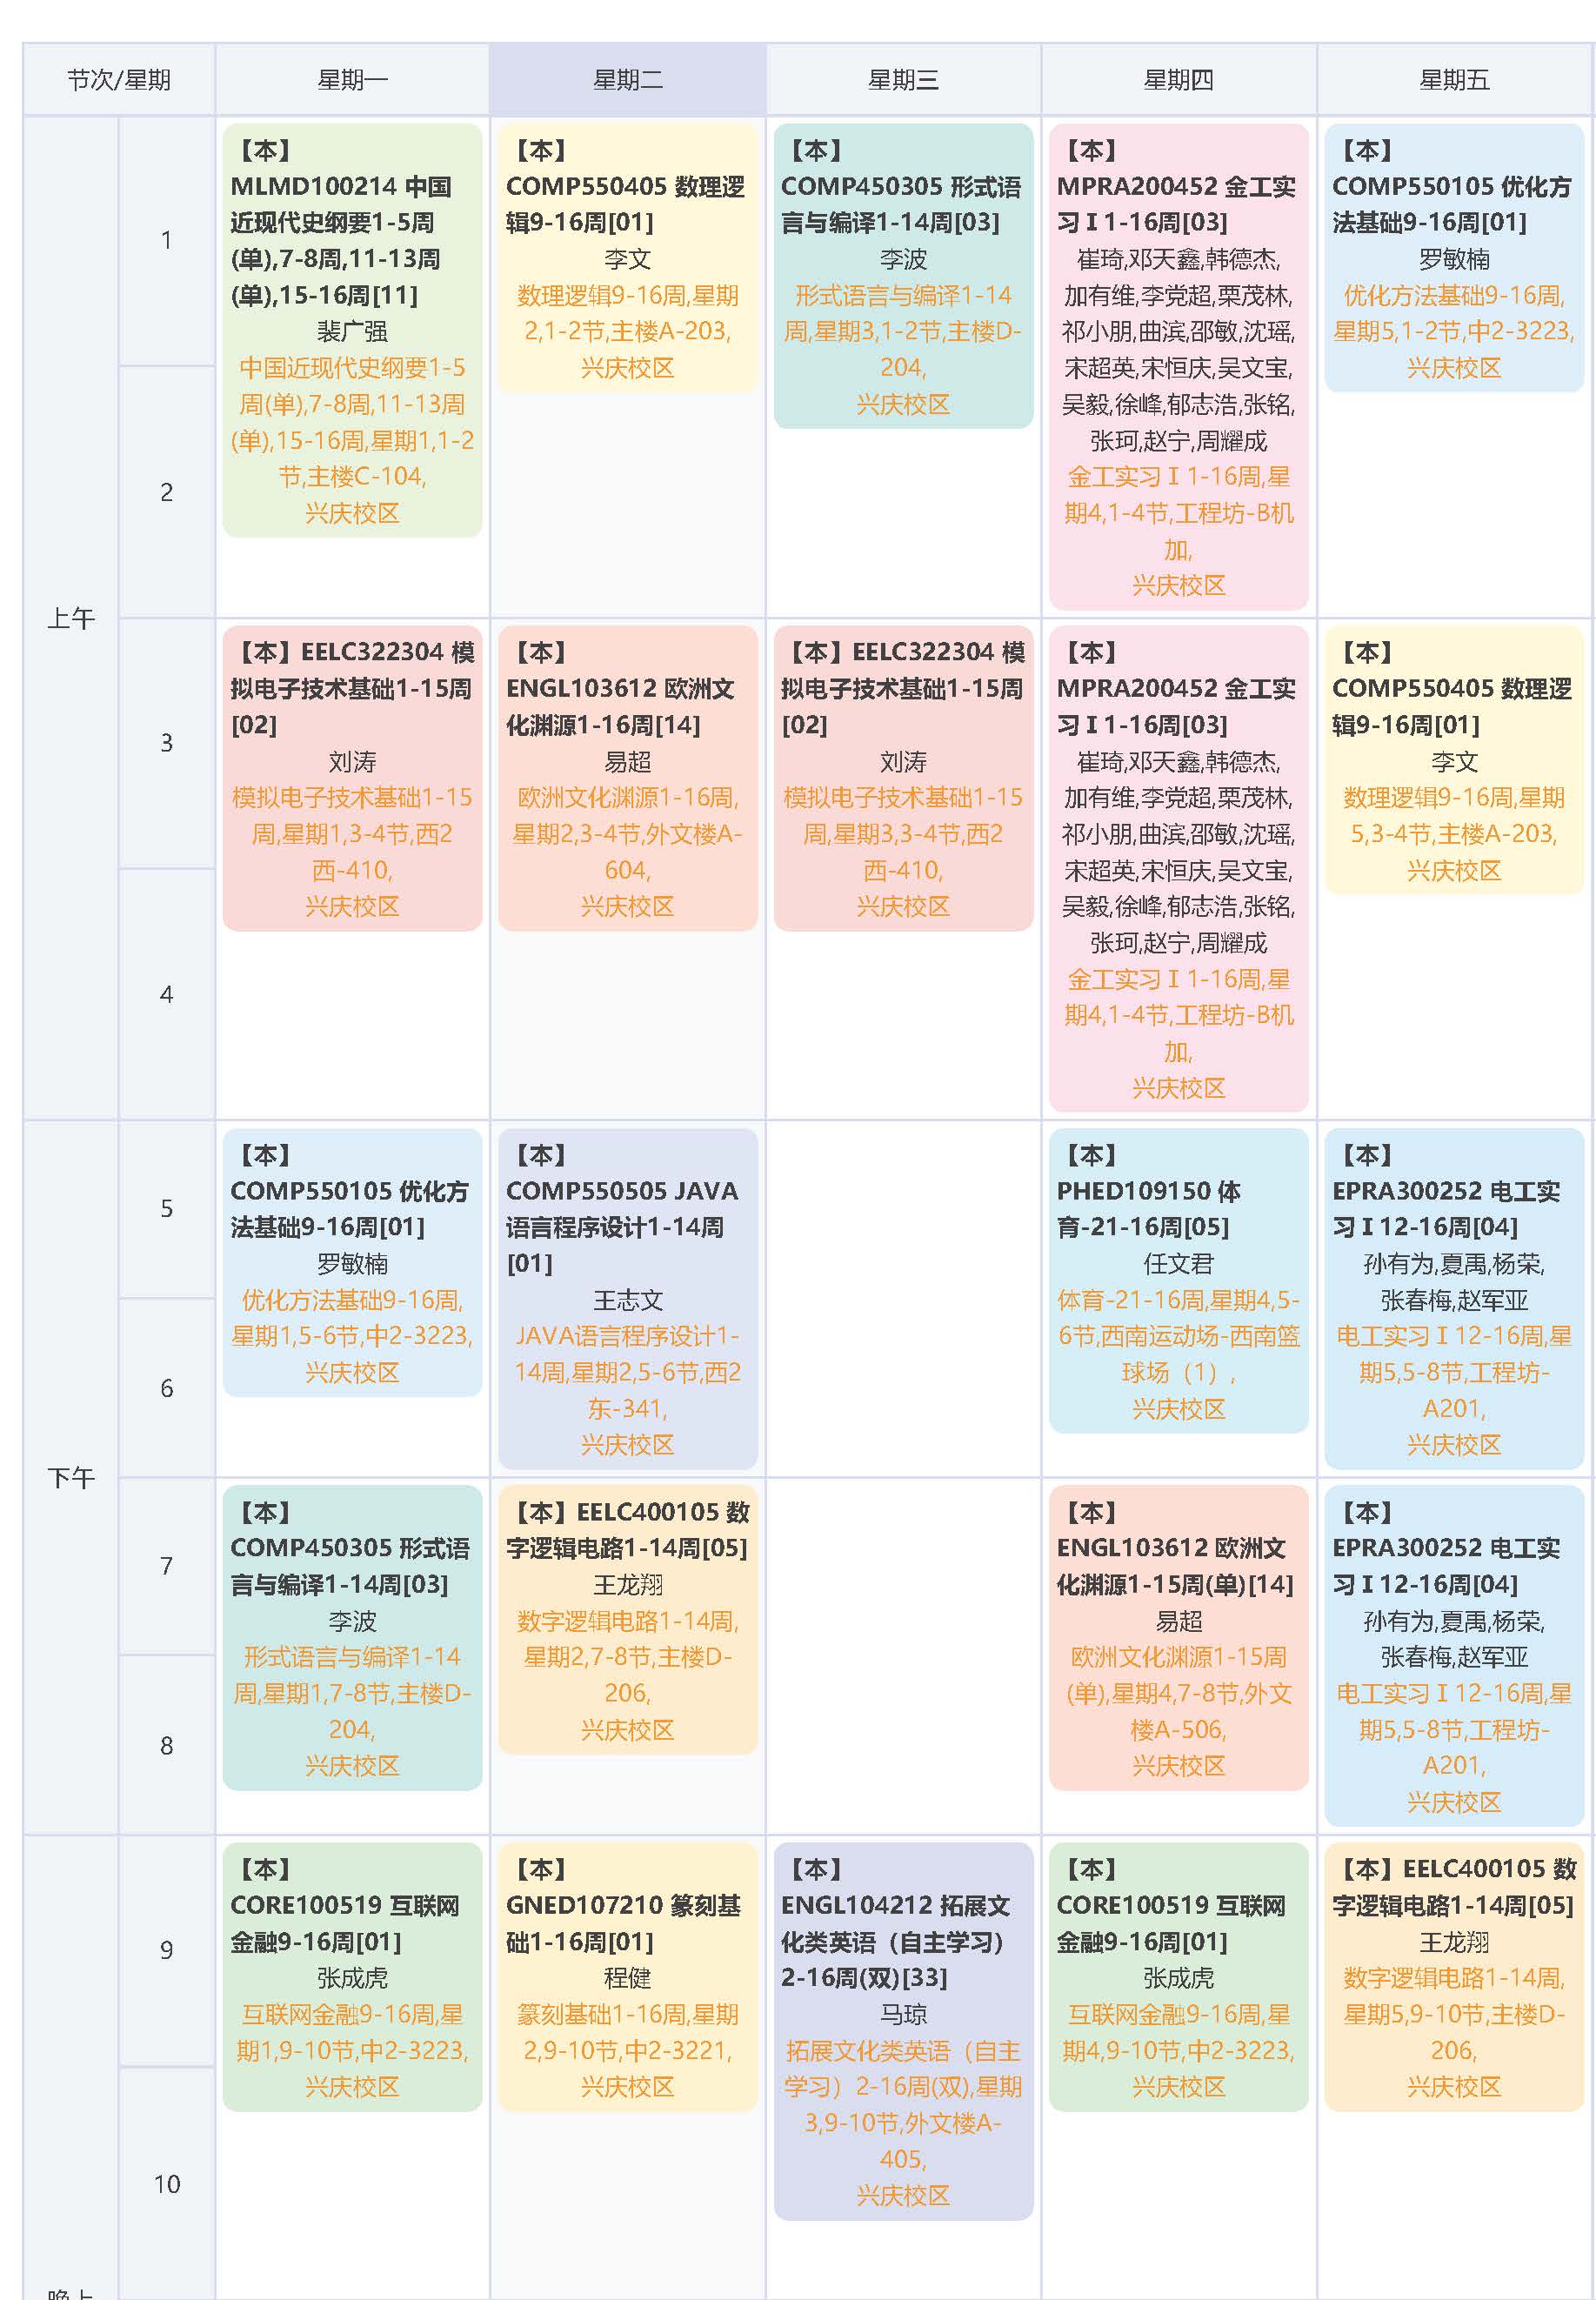 节次/星期
星期一
星期二
星期三
星期四
星期五
上午
1
【本】
MLMD100214 中国
近现代史纲要1-5周
(单),7-8周,11-13周
(单),15-16周[11]
裴广强
中国近现代史纲要1-5
周(单),7-8周,11-13周
(单),15-16周,星期1,1-2
节,主楼C-104,
兴庆校区
【本】
COMP550405 数理逻
辑9-16周[01]
李文
数理逻辑9-16周,星期
2,1-2节,主楼A-203,
兴庆校区
【本】
COMP450305 形式语
言与编译1-14周[03]
李波
形式语言与编译1-14
周,星期3,1-2节,主楼D-
204,
兴庆校区
【本】
MPRA200452 金工实
习 I 1-16周[03]
崔琦,邓天鑫,韩德杰,
加有维,李党超,栗茂林,
祁小朋,曲滨,邵敏,沈瑶,
宋超英,宋恒庆,吴文宝,
吴毅,徐峰,郁志浩,张铭,
张珂,赵宁,周耀成
金工实习 I 1-16周,星
期4,1-4节,工程坊-B机
加,
兴庆校区
【本】
COMP550105 优化方
法基础9-16周[01]
罗敏楠
优化方法基础9-16周,
星期5,1-2节,中2-3223,
兴庆校区
2
3
【本】EELC322304 模
拟电子技术基础1-15周
[02]
刘涛
模拟电子技术基础1-15
周,星期1,3-4节,西2
西-410,
兴庆校区
【本】
ENGL103612 欧洲文
化渊源1-16周[14]
易超
欧洲文化渊源1-16周,
星期2,3-4节,外文楼A-
604,
兴庆校区
【本】EELC322304 模
拟电子技术基础1-15周
[02]
刘涛
模拟电子技术基础1-15
周,星期3,3-4节,西2
西-410,
兴庆校区
【本】
MPRA200452 金工实
习 I 1-16周[03]
崔琦,邓天鑫,韩德杰,
加有维,李党超,栗茂林,
祁小朋,曲滨,邵敏,沈瑶,
宋超英,宋恒庆,吴文宝,
吴毅,徐峰,郁志浩,张铭,
张珂,赵宁,周耀成
金工实习 I 1-16周,星
期4,1-4节,工程坊-B机
加,
兴庆校区
【本】
COMP550405 数理逻
辑9-16周[01]
李文
数理逻辑9-16周,星期
5,3-4节,主楼A-203,
兴庆校区
4
下午
5
【本】
COMP550105 优化方
法基础9-16周[01]
罗敏楠
优化方法基础9-16周,
星期1,5-6节,中2-3223,
兴庆校区
【本】
COMP550505 JAVA
语言程序设计1-14周
[01]
王志文
JAVA语言程序设计1-
14周,星期2,5-6节,西2
东-341,
兴庆校区
【本】
PHED109150 体
育-21-16周[05]
任文君
体育-21-16周,星期4,5-
6节,西南运动场-西南篮
球场（1）,
兴庆校区
【本】
EPRA300252 电工实
习 I 12-16周[04]
孙有为,夏禹,杨荣,
张春梅,赵军亚
电工实习 I 12-16周,星
期5,5-8节,工程坊-
A201,
兴庆校区
6
7
【本】
COMP450305 形式语
言与编译1-14周[03]
李波
形式语言与编译1-14
周,星期1,7-8节,主楼D-
204,
兴庆校区
【本】EELC400105 数
字逻辑电路1-14周[05]
王龙翔
数字逻辑电路1-14周,
星期2,7-8节,主楼D-
206,
兴庆校区
【本】
ENGL103612 欧洲文
化渊源1-15周(单)[14]
易超
欧洲文化渊源1-15周
(单),星期4,7-8节,外文
楼A-506,
兴庆校区
【本】
EPRA300252 电工实
习 I 12-16周[04]
孙有为,夏禹,杨荣,
张春梅,赵军亚
电工实习 I 12-16周,星
期5,5-8节,工程坊-
A201,
兴庆校区
8
晚上
9
【本】
CORE100519 互联网
金融9-16周[01]
张成虎
互联网金融9-16周,星
期1,9-10节,中2-3223,
兴庆校区
【本】
GNED107210 篆刻基
础1-16周[01]
程健
篆刻基础1-16周,星期
2,9-10节,中2-3221,
兴庆校区
【本】
ENGL104212 拓展文
化类英语（自主学习）
2-16周(双)[33]
马琼
拓展文化类英语（自主
学习）2-16周(双),星期
3,9-10节,外文楼A-
405,
兴庆校区
【本】
CORE100519 互联网
金融9-16周[01]
张成虎
互联网金融9-16周,星
期4,9-10节,中2-3223,
兴庆校区
【本】EELC400105 数
字逻辑电路1-14周[05]
王龙翔
数字逻辑电路1-14周,
星期5,9-10节,主楼D-
206,
兴庆校区
10